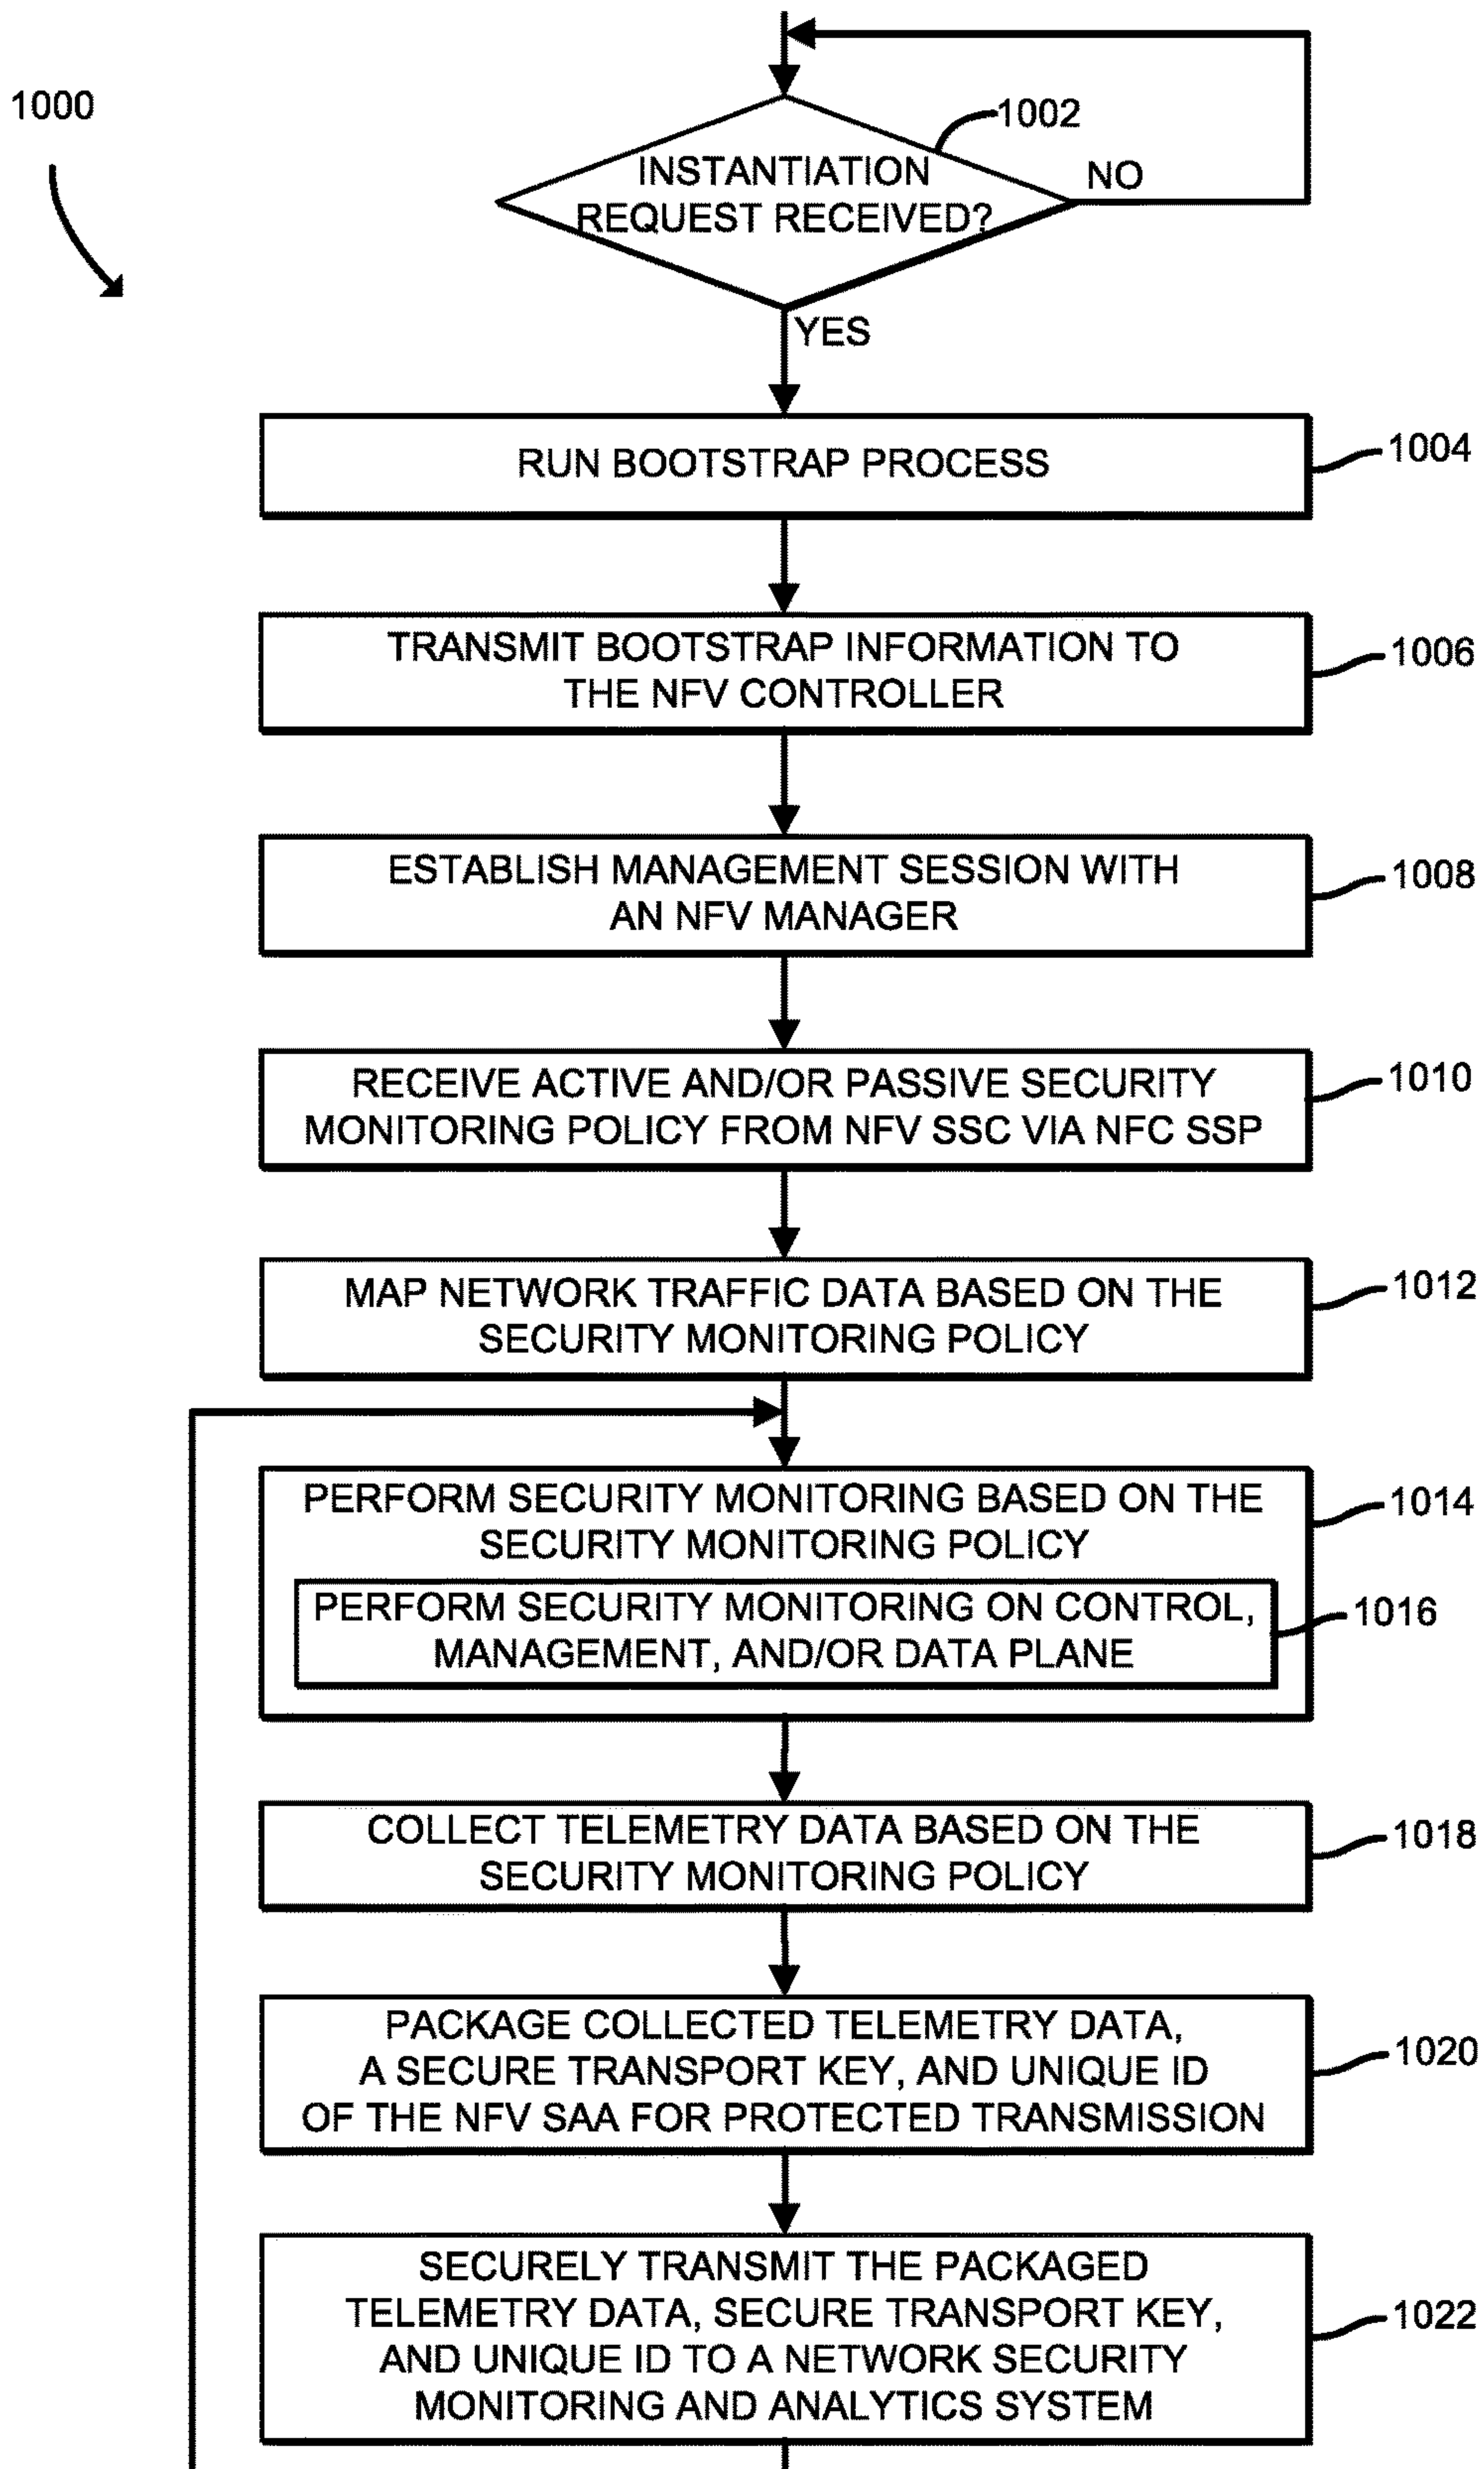 1000
1002
INSTANTIATION
REQUEST RECEIVED?
NO
YES
RUN BOOTSTRAP PROCESS
1004
TRANSMIT BOOTSTRAP INFORMATION TO
THE NFV CONTROLLER
1006
ESTABLISH MANAGEMENT SESSION WITH
AN NFV MANAGER
1008
RECEIVE ACTIVE AND/OR PASSIVE SECURITY
MONITORING POLICY FROM NFV SSC VIA NFC SSP
1010
MAP NETWORK TRAFFIC DATA BASED ON THE
SECURITY MONITORING POLICY
1012
PERFORM SECURITY MONITORING BASED ON THE
SECURITY MONITORING POLICY
1014
PERFORM SECURITY MONITORING ON CONTROL,
MANAGEMENT, AND/OR DATA PLANE
1016
COLLECT TELEMETRY DATA BASED ON THE
SECURITY MONITORING POLICY
1018
PACKAGE COLLECTED TELEMETRY DATA,
A SECURE TRANSPORT KEY, AND UNIQUE ID
OF THE NFV SAA FOR PROTECTED TRANSMISSION
1020
SECURELY TRANSMIT THE PACKAGED
TELEMETRY DATA, SECURE TRANSPORT KEY,
AND UNIQUE ID TO A NETWORK SECURITY
MONITORING AND ANALYTICS SYSTEM
1022